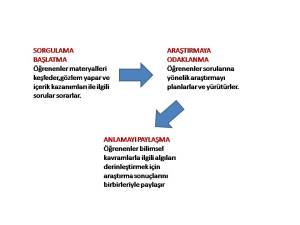 SORGULAMA
BAŞLATMA
Öğrenenler materyalleri
keşfeder,gözlem yapar ve
içerik kazanımları ile ilgili
sorular sorarlar.
ARAŞTIRMAYA
ODAKLANMA
Öğrenenler sorularına
yönelik araştırmayı
planlar ve yürütürler.
ANLAMAYI PAYLAŞMA
Öğrenenler bilimsel
kavramlarla ilgili algıları
derinleştirmek için
araştırma sonuçlarını
birbirleriyle paylaşır